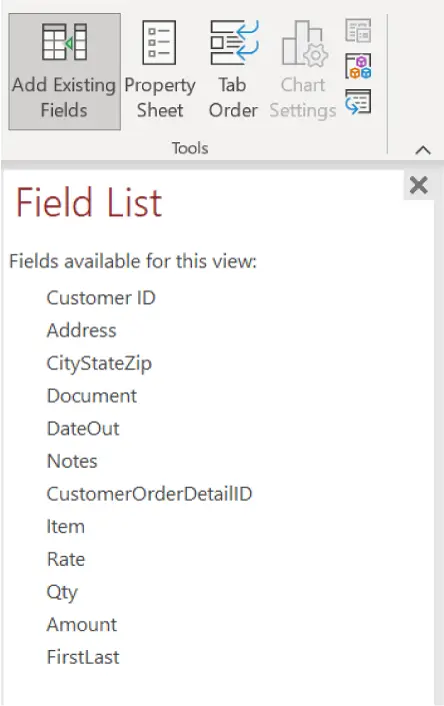 Add Existing Property Tab Chart
Fields Sheet Order Settings
Tools
Field List
Fields available for this view:
Customer ID
Address
CityStateZip
Document
DateOut
Notes
CustomerOrderDetailID
Item
Rate
Qty
Amount
FirstLast